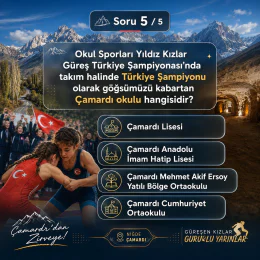 Soru 5 / 5
Okul Sporları Yıldız Kızlar
Güreş Türkiye Şampiyonası'nda
takım halinde Türkiye Şampiyonu
olarak göğsümüzü kabartan
Çamardı okulu hangisidir?
Çamardı Lisesi
Çamardı Anadolu
İmam Hatip Lisesi
Çamardı Mehmet Akif Ersoy
Yatılı Bölge Ortaokulu
Çamardı Cumhuriyet
Ortaokulu
Çamardı'dan
Zirveye!
NİĞDE
ÇAMARDI
GÜREŞEN KIZLAR
GURURLU YARINLAR